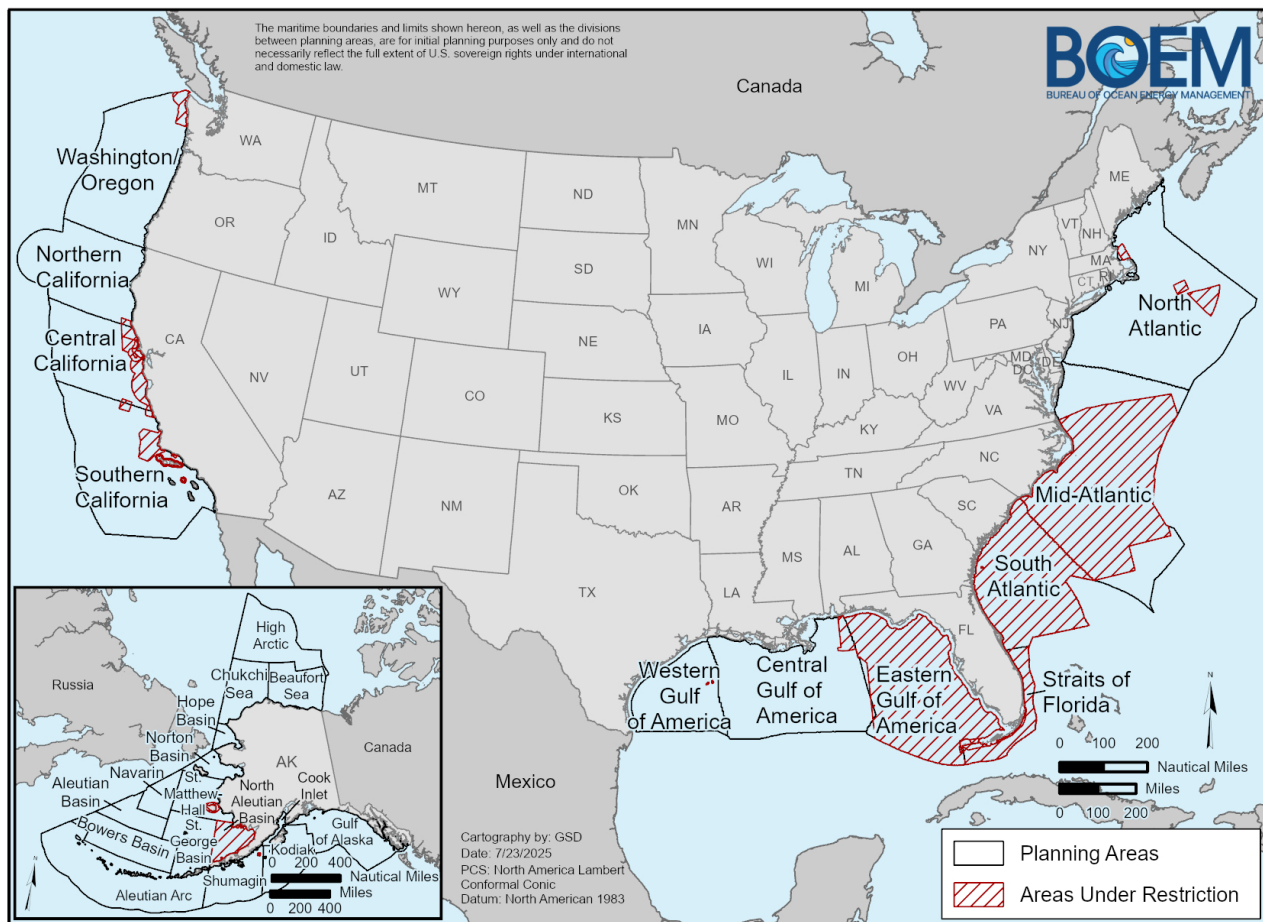 The maritime boundaries and limits shown hereon, as well as the divisions
between planning areas, are for initial planning purposes only and do not
necessarily reflect the full extent of U.S. sovereign rights under international
and domestic law.
BOEM
BUREAU OF OCEAN ENERGY MANAGEMENT
Canada
Washington/
Oregon
Northern
California
Central
California
Southern
California
WA
OR
CA
NV
ID
MT
WY
UT
AZ
CO
NM
ND
SD
NE
KS
OK
TX
MN
IA
MO
AR
LA
WI
IL
MI
IN
OH
KY
TN
MS
AL
GA
FL
SC
NC
VA
WV
PA
NY
VT
NH
ME
MA
RI
CT
NJ
MD
DE
DC
North
Atlantic
Mid-Atlantic
South
Atlantic
Straits of
Florida
Eastern
Gulf of
America
Central
Gulf of
America
Western
Gulf
of America
Mexico
100 0 100 200
Nautical Miles
Miles
100 0 100 200
N
Cartography by: GSD
Date: 7/23/2025
PCS: North America Lambert
Conformal Conic
Datum: North American 1983
Planning Areas
Areas Under Restriction
High
Arctic
Chukchi
Sea
Beaufort
Sea
Russia
Hope
Basin
Norton
Basin
Navarin
Aleutian
Basin
Bowers Basin
St.
Matthew-
Hall
St.
George
Basin
North
Aleutian
Basin
AK
Cook
Inlet
Canada
Gulf
of Alaska
Kodiak
Shumagin
Aleutian Arc
200 0 200 400
Nautical Miles
Miles
200 0 200 400
N